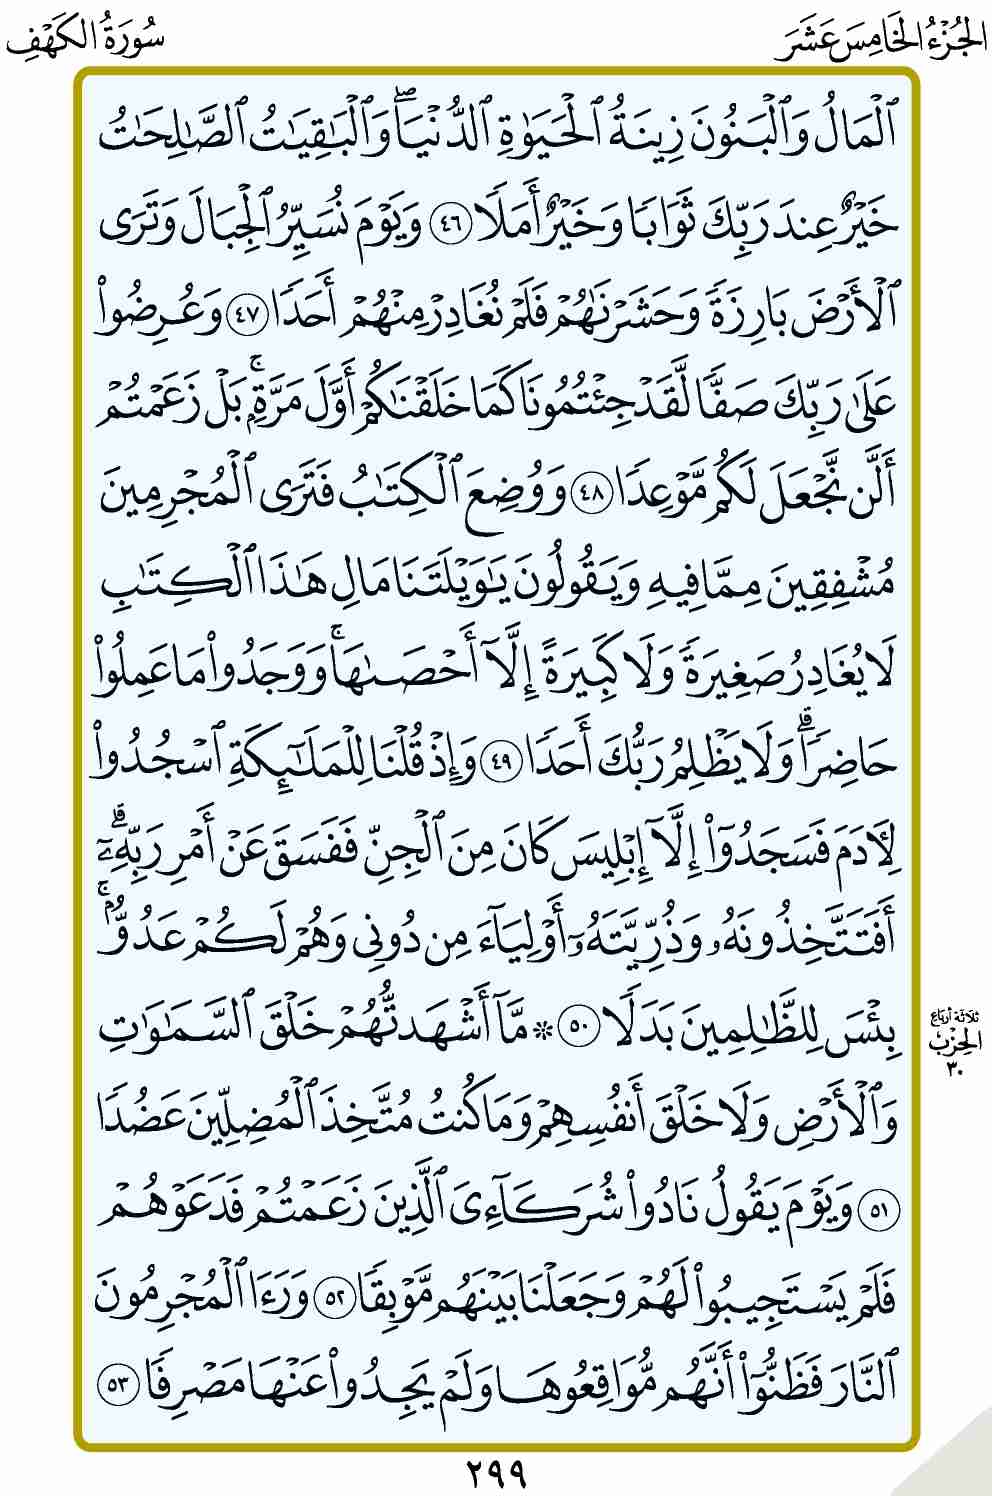 الجُزْءُ الخَامِسَ عَشَرَ
سُورَةُ الكَهْفِ
ٱلْمَالُ وَٱلْبَنُونَ زِينَةُ ٱلْحَيَوٰةِ ٱلدُّنْيَاۖ وَٱلْبَٰقِيَٰتُ ٱلصَّٰلِحَٰتُ
خَيْرٌ عِندَ رَبِّكَ ثَوَابًا وَخَيْرٌ أَمَلًا ٤٦ وَيَوْمَ نُسَيِّرُ ٱلْجِبَالَ وَتَرَى
ٱلْأَرْضَ بَارِزَةً وَحَشَرْنَٰهُمْ فَلَمْ نُغَادِرْ مِنْهُمْ أَحَدًا ٤٧ وَعُرِضُوا۟
عَلَىٰ رَبِّكَ صَفًّا لَّقَدْ جِئْتُمُونَا كَمَا خَلَقْنَٰكُمْ أَوَّلَ مَرَّةٍۭۚ بَلْ زَعَمْتُمْ
أَلَّن نَّجْعَلَ لَكُم مَّوْعِدًا ٤٨ وَوُضِعَ ٱلْكِتَٰبُ فَتَرَى ٱلْمُجْرِمِينَ
مُشْفِقِينَ مِمَّا فِيهِ وَيَقُولُونَ يَٰوَيْلَتَنَا مَالِ هَٰذَا ٱلْكِتَٰبِ
لَا يُغَادِرُ صَغِيرَةً وَلَا كَبِيرَةً إِلَّآ أَحْصَىٰهَاۚ وَوَجَدُوا۟ مَا عَمِلُوا۟
حَاضِرًاۗ وَلَا يَظْلِمُ رَبُّكَ أَحَدًا ٤٩ وَإِذْ قُلْنَا لِلْمَلَٰٓئِكَةِ ٱسْجُدُوا۟
لِءَادَمَ فَسَجَدُوٓا۟ إِلَّآ إِبْلِيسَ كَانَ مِنَ ٱلْجِنِّ فَفَسَقَ عَنْ أَمْرِ رَبِّهِۦٓۗ
أَفَتَتَّخِذُونَهُۥ وَذُرِّيَّتَهُۥٓ أَوْلِيَآءَ مِن دُونِى وَهُمْ لَكُمْ عَدُوٌّۢۚ
بِئْسَ لِلظَّٰلِمِينَ بَدَلًا ٥٠ ۞ مَّآ أَشْهَدتُّهُمْ خَلْقَ ٱلسَّمَٰوَٰتِ
وَٱلْأَرْضِ وَلَا خَلْقَ أَنفُسِهِمْ وَمَا كُنتُ مُتَّخِذَ ٱلْمُضِلِّينَ عَضُدًا
٥١ وَيَوْمَ يَقُولُ نَادُوا۟ شُرَكَآءِىَ ٱلَّذِينَ زَعَمْتُمْ فَدَعَوْهُمْ
فَلَمْ يَسْتَجِيبُوا۟ لَهُمْ وَجَعَلْنَا بَيْنَهُم مَّوْبِقًا ٥٢ وَرَءَا ٱلْمُجْرِمُونَ
ٱلنَّارَ فَظَنُّوٓا۟ أَنَّهُم مُّوَاقِعُوهَا وَلَمْ يَجِدُوا۟ عَنْهَا مَصْرِفًا ٥٣
ثلاثة أرباع
الحِزْب
٣٠
٢٩٩